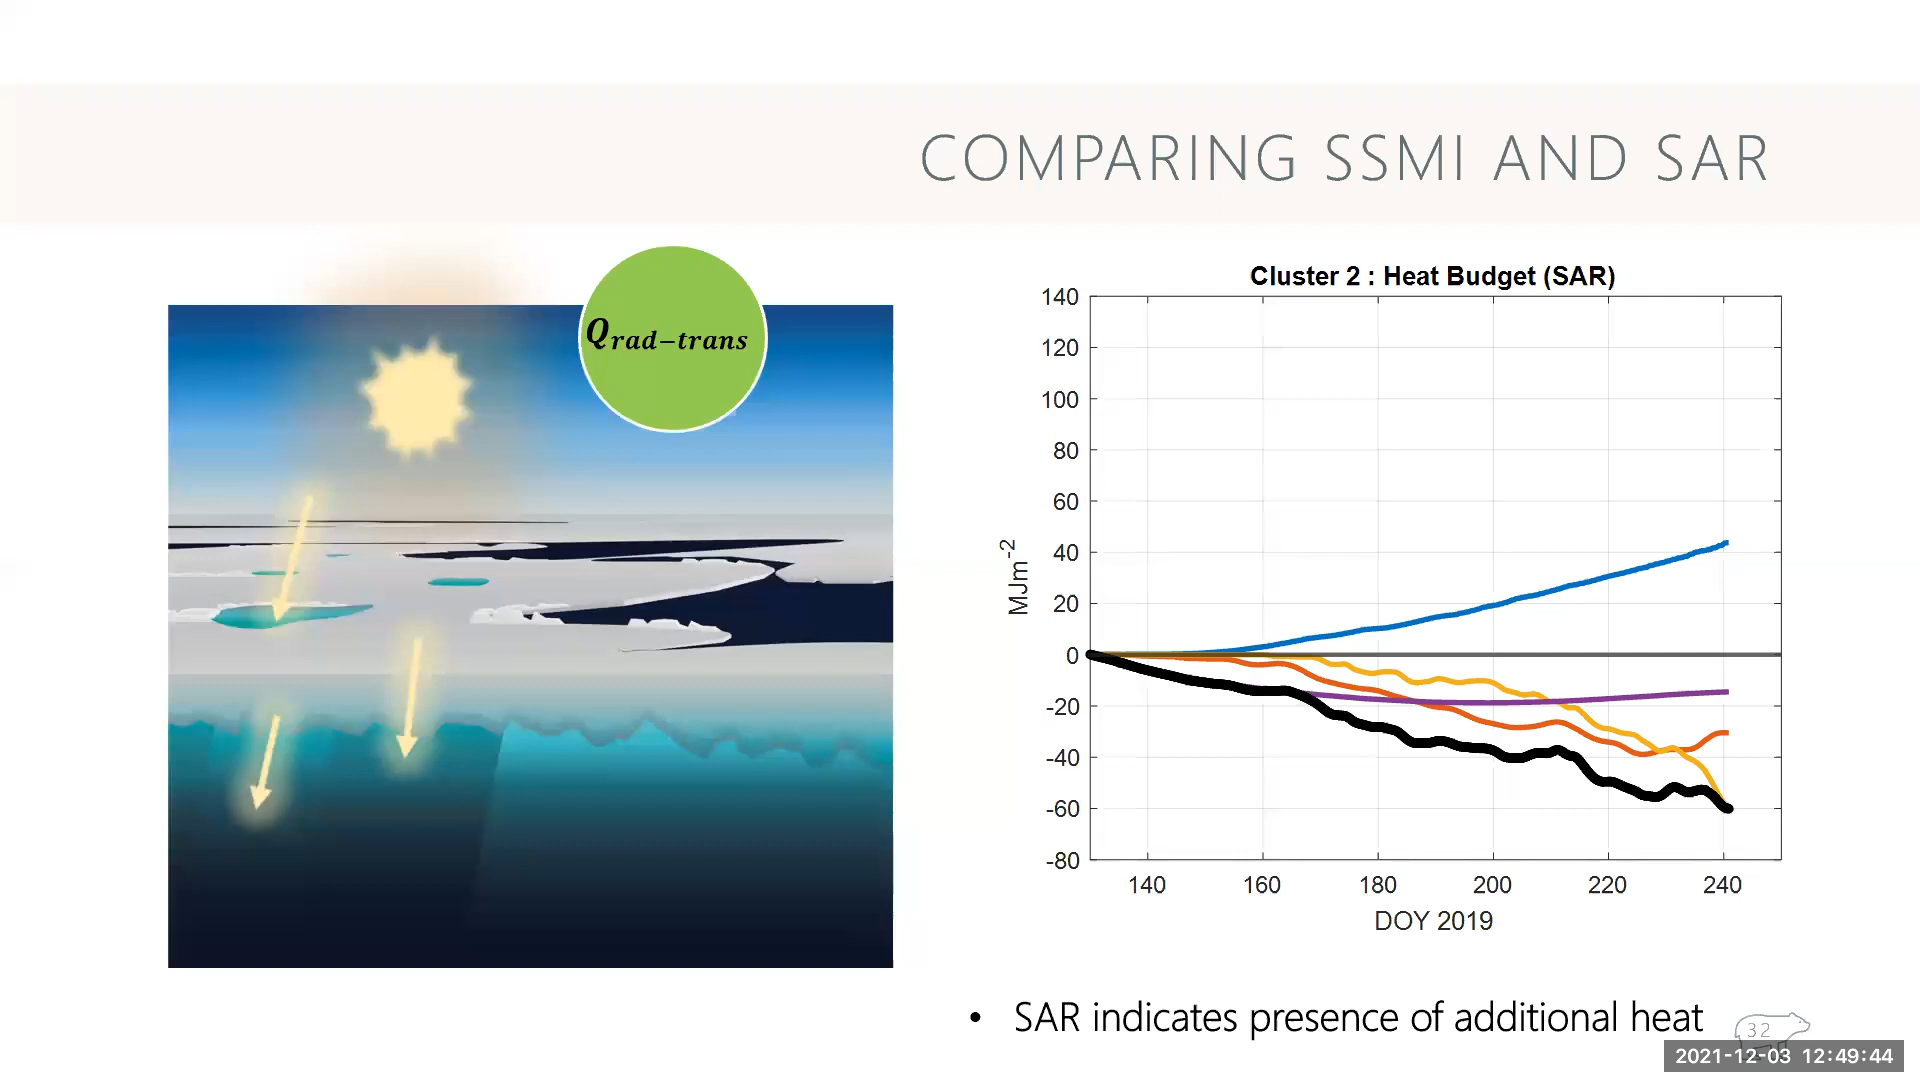 COMPARING SSMI AND SAR
Q_rad−trans
Cluster 2 : Heat Budget (SAR)
140
120
100
80
60
40
20
0
-20
-40
-60
-80
MJm^-2
140 160 180 200 220 240
DOY 2019
• SAR indicates presence of additional heat
32
2021-12-03 12:49:44